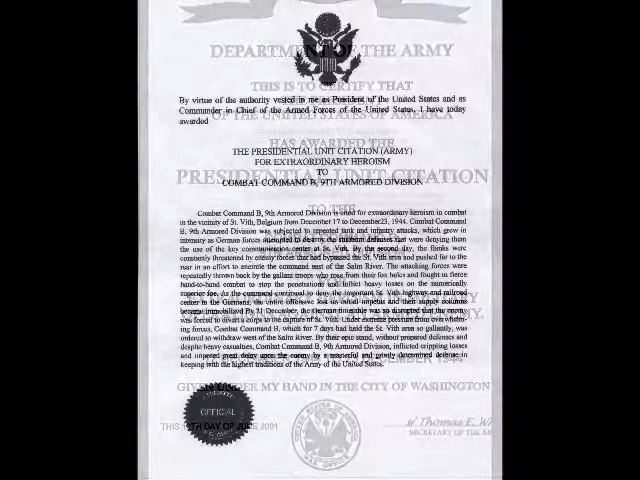 DEPARTMENT OF THE ARMY
THIS IS TO CERTIFY THAT
By virtue of the authority vested in me as President of the United States and as
Commander in Chief of the Armed Forces of the United States, I have today
OF THE UNITED STATES OF AMERICA
awarded
HAS AWARDED THE
THE PRESIDENTIAL UNIT CITATION (ARMY)
FOR EXTRAORDINARY HEROISM
TO
PRESIDENTIAL UNIT CITATION
COMBAT COMMAND B, 9TH ARMORED DIVISION
TO THE
Combat Command B, 9th Armored Division is cited for extraordinary heroism in combat
in the vicinity of St. Vith, Belgium from December 17 to December23, 1944. Combat Command
B, 9th Armored Division was subjected to repeated tank and infantry attacks, which grew in
intensity as German forces attempted to destroy the stubborn defenses that were denying them
the use of the key communication center at St. Vith. By the second day, the flanks were
constantly threatened by enemy forces that had bypassed the St. Vith area and pushed far to the
rear in an effort to encircle the command east of the Salm River. The attacking forces were
repeatedly thrown back by the gallant troops who rose from their fox holes and fought in fierce
hand-to-hand combat to stop the penetrations and inflict heavy losses on the numerically
superior foe. As the command continued to deny the important St. Vith highway and railroad
center to the Germans, the entire offensive lost its initial impetus and their supply columns
became immobilized By 21 December, the German timetable was so disrupted that the enemy
was forced to divert a corps to the capture of St. Vith. Under extreme pressure from overwhelm-
ing forces, Combat Command B, which for 7 days had held the St. Vith area so gallantly, was
ordered to withdraw west of the Salm River. By their epic stand, without prepared defenses and
despite heavy casualties, Combat Command B, 9th Armored Division, inflicted crippling losses
and imposed great delay upon the enemy by a masterful and grimly determined defense in
DECEMBER 1944
keeping with the highest traditions of the Army of the United States.
GIVEN UNDER MY HAND IN THE CITY OF WASHINGTON
OFFICIAL
THIS DAY OF JUNE 2001
Thomas E.
SECRETARY OF THE
WAR OFFICE